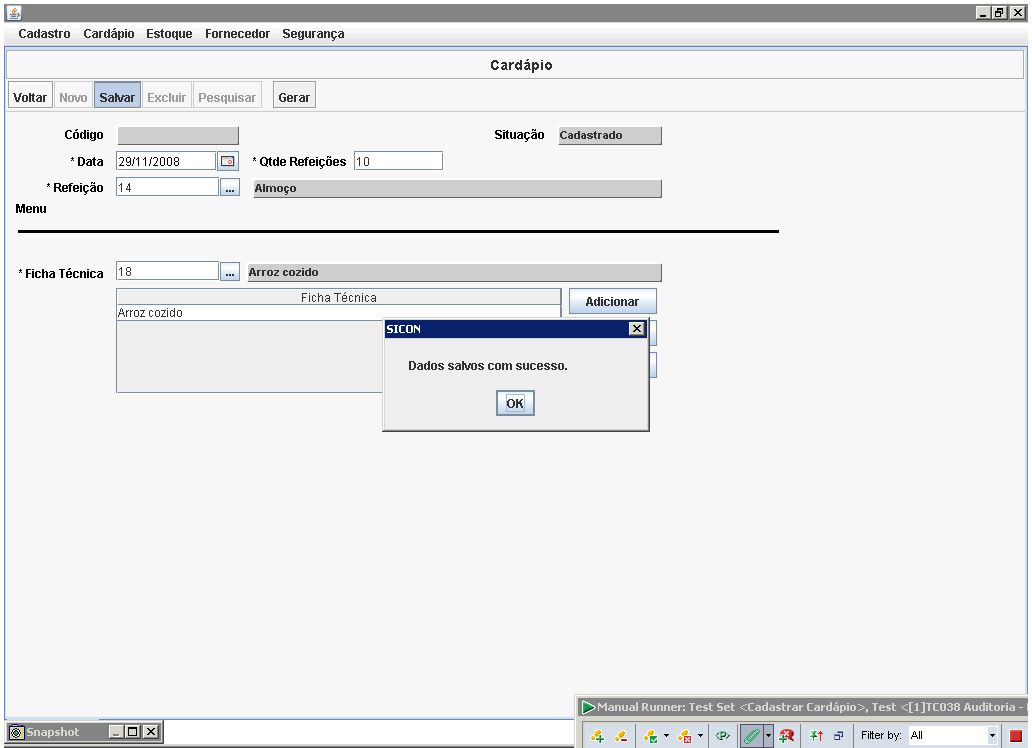 Cadastro Cardápio Estoque Fornecedor Segurança
Cardápio
Voltar Novo Salvar Excluir Pesquisar Gerar
Código Situação Cadastrado
* Data 29/11/2008 * Qtde Refeições 10
* Refeição 14 ... Almoço
Menu
* Ficha Técnica 18 ... Arroz cozido
Ficha Técnica Adicionar
Arroz cozido
SICON
Dados salvos com sucesso.
OK
Manual Runner: Test Set <Cadastrar Cardápio>, Test <[1]TC038 Auditoria -
Snapshot
<P> Filter by: All